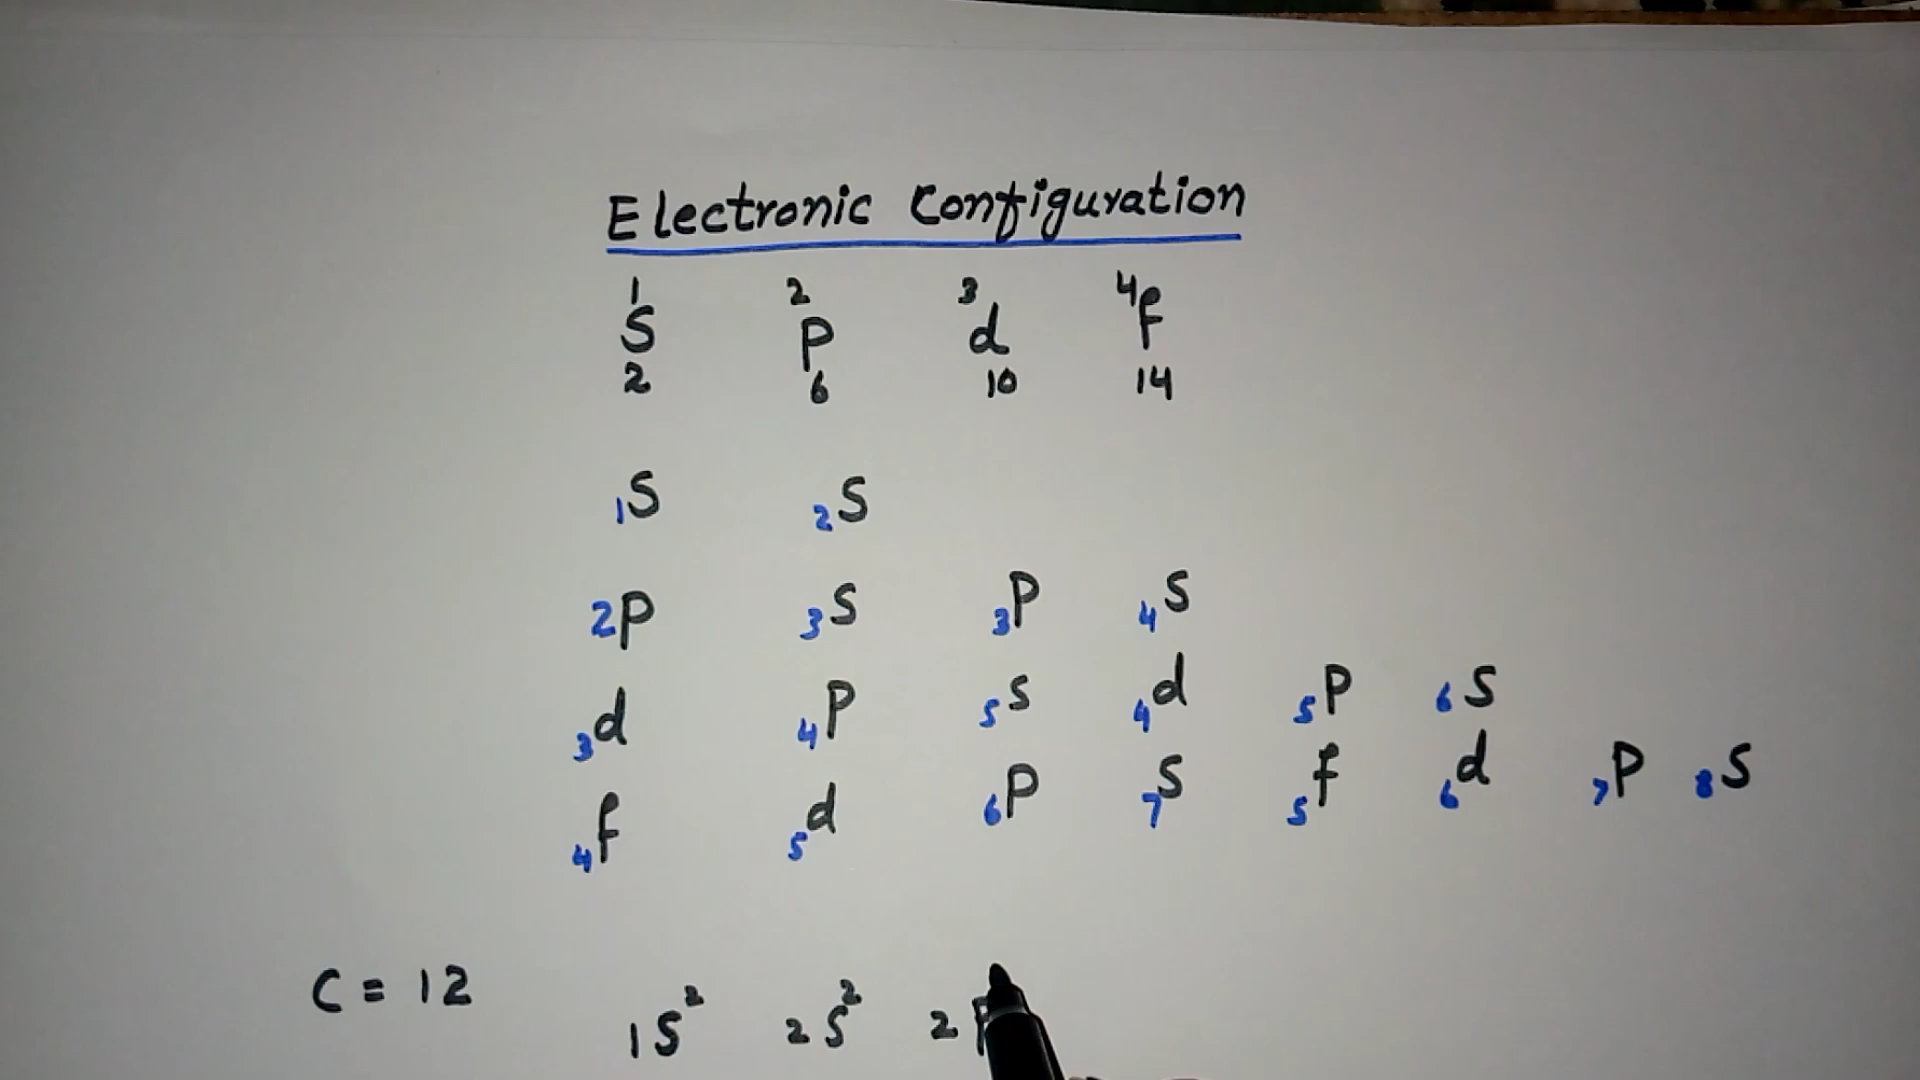 Electronic Configuration
1 2 3 4
S P d f
2 6 10 14
1S 2S
2P 3S 3P 4S
3d 4P 5S 4d 5P 6S
4f 5d 6P 7S 5f 6d 7P 8S
C = 12 1S² 2S² 2P